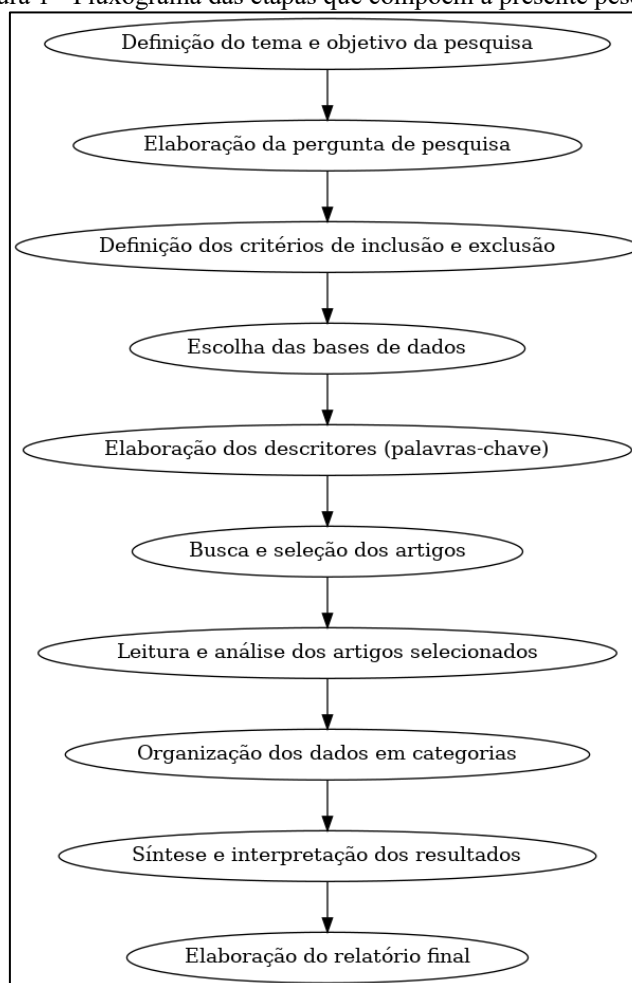 Fluxograma das etapas que compõem a presente
Definição do tema e objetivo da pesquisa
Elaboração da pergunta de pesquisa
Definição dos critérios de inclusão e exclusão
Escolha das bases de dados
Elaboração dos descritores (palavras-chave)
Busca e seleção dos artigos
Leitura e análise dos artigos selecionados
Organização dos dados em categorias
Síntese e interpretação dos resultados
Elaboração do relatório final